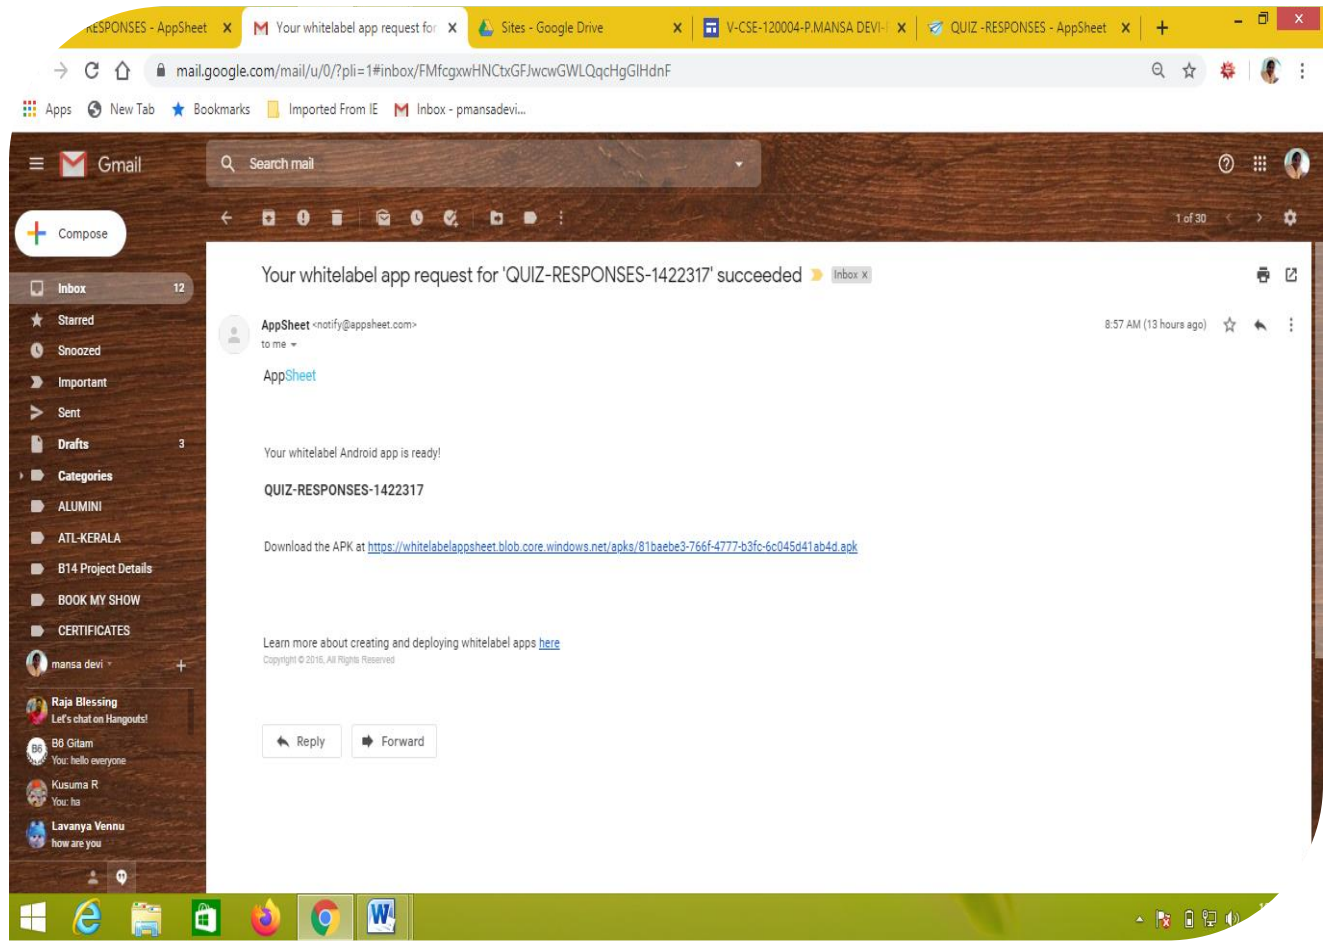 RESPONSES - AppSheet
Your whitelabel app request for
Sites - Google Drive
V-CSE-120004-P.MANSA DEVI-
QUIZ -RESPONSES - AppSheet
mail.google.com/mail/u/0/?pli=1#inbox/FMfcgxwHNCtxGFJwcwGWLQqcHgGlHdnF
Apps
New Tab
Bookmarks
Imported From IE
Inbox - pmansadevi...
Gmail
Search mail
Compose
1 of 30
Inbox 12
Starred
Snoozed
Important
Sent
Drafts 3
Categories
ALUMINI
ATL-KERALA
B14 Project Details
BOOK MY SHOW
CERTIFICATES
mansa devi
Raja Blessing
Let's chat on Hangouts!
B6
B6 Gitam
You: hello everyone
Kusuma R
You: ha
Lavanya Vennu
how are you
Your whitelabel app request for 'QUIZ-RESPONSES-1422317' succeeded
Inbox x
AppSheet <notify@appsheet.com>
8:57 AM (13 hours ago)
to me
AppSheet
Your whitelabel Android app is ready!
QUIZ-RESPONSES-1422317
Download the APK at https://whitelabelappsheet.blob.core.windows.net/apks/81baebe3-766f-4777-b3fc-6c045d41ab4d.apk
Learn more about creating and deploying whitelabel apps here
Copyright © 2016, All Rights Reserved
Reply
Forward